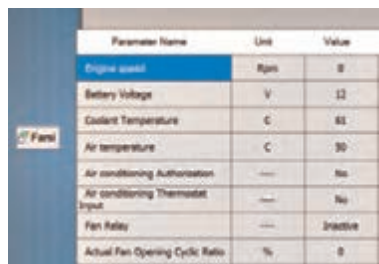 Parameter Name Unit Value
Engine speed Rpm 0
Battery Voltage V 12
Coolant Temperature C 61
Air temperature C 50
Air conditioning Authorization ---- No
Air conditioning Thermostat
Input ---- No
Fan Relay ---- Inactive
Actual Fan Opening Cyclic Ratio % 0
Fans